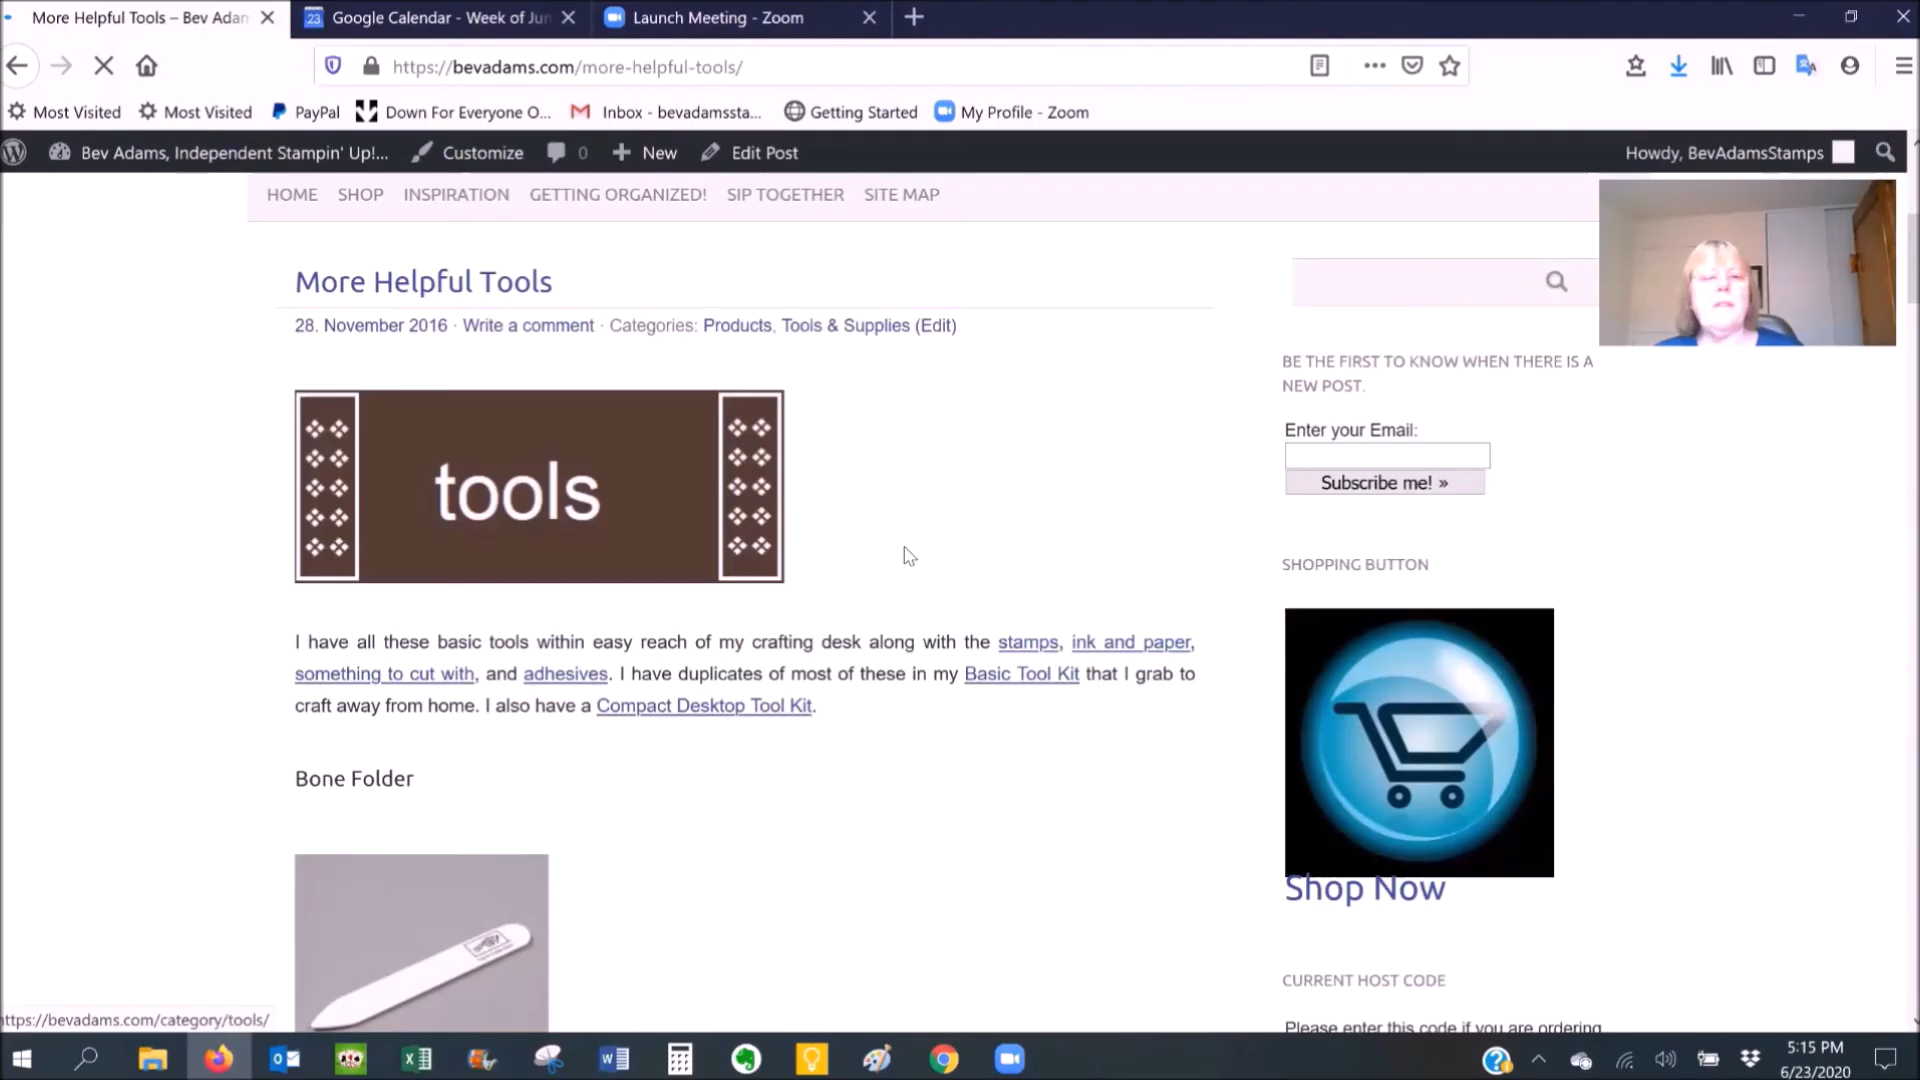 More Helpful Tools – Bev Adam
Google Calendar - Week of Jun
Launch Meeting - Zoom
https://bevadams.com/more-helpful-tools/
Most Visited
Most Visited
PayPal
Down For Everyone O...
Inbox - bevadamssta...
Getting Started
My Profile - Zoom
Bev Adams, Independent Stampin' Up!...
Customize
0
New
Edit Post
Howdy, BevAdamsStamps
HOME
SHOP
INSPIRATION
GETTING ORGANIZED!
SIP TOGETHER
SITE MAP
More Helpful Tools
28. November 2016 · Write a comment · Categories: Products, Tools & Supplies (Edit)
tools
I have all these basic tools within easy reach of my crafting desk along with the stamps, ink and paper,
something to cut with, and adhesives. I have duplicates of most of these in my Basic Tool Kit that I grab to
craft away from home. I also have a Compact Desktop Tool Kit.
Bone Folder
BE THE FIRST TO KNOW WHEN THERE IS A
NEW POST.
Enter your Email:
Subscribe me! »
SHOPPING BUTTON
Shop Now
CURRENT HOST CODE
Please enter this code if you are ordering
https://bevadams.com/category/tools/
5:15 PM
6/23/2020